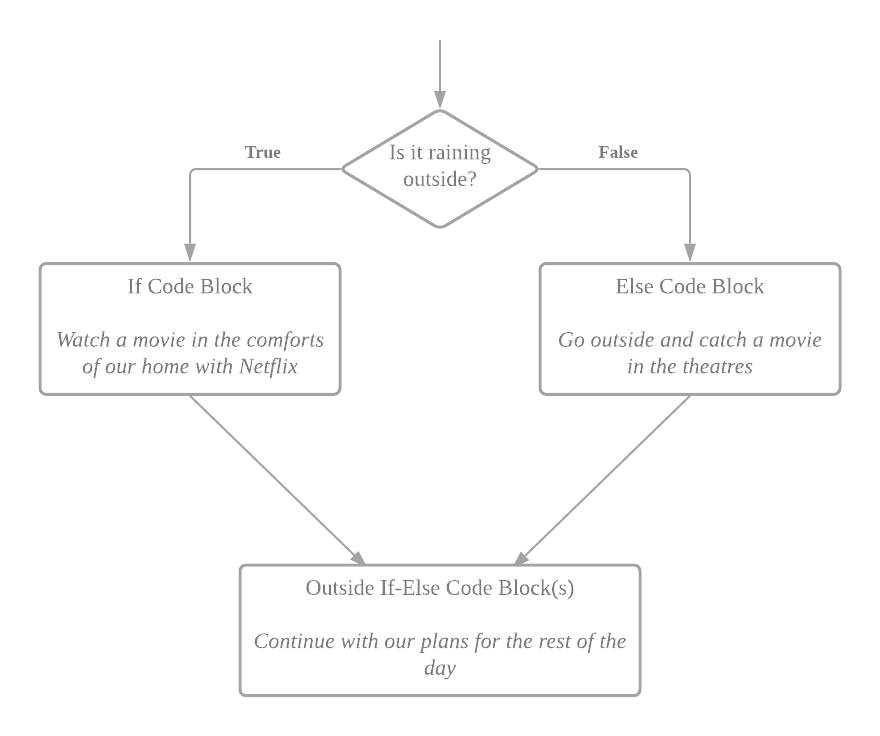 Is it raining
outside?
True
False
If Code Block
Watch a movie in the comforts
of our home with Netflix
Else Code Block
Go outside and catch a movie
in the theatres
Outside If-Else Code Block(s)
Continue with our plans for the rest of the
day